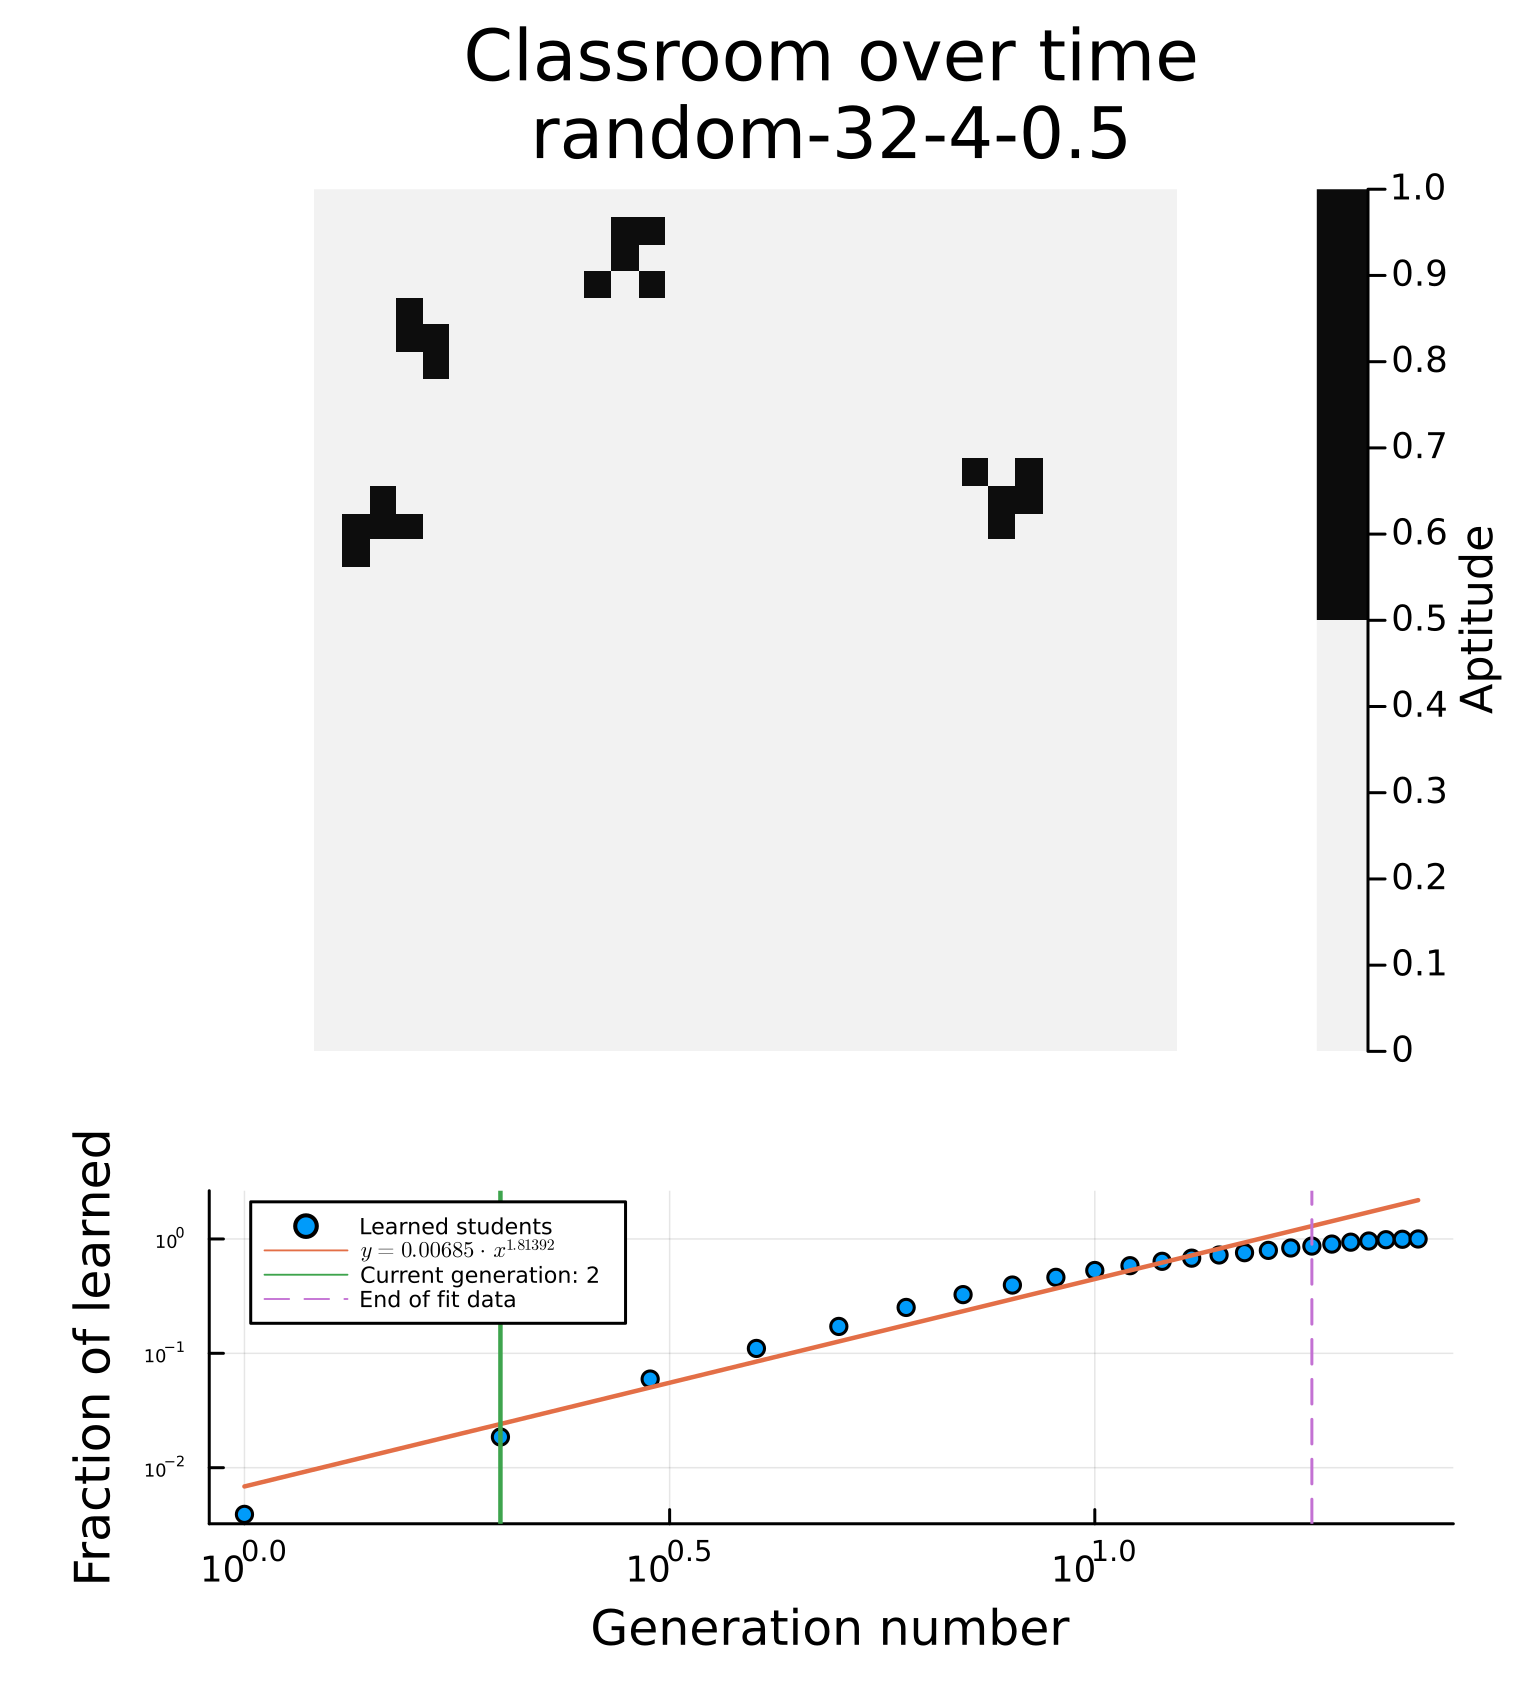 Classroom over time
random-32-4-0.5
1.0
0.9
0.8
0.7
0.6
0.5
0.4
0.3
0.2
0.1
0
Aptitude
Fraction of learned
10^0
10^−1
10^−2
Learned students
y = 0.00685 · x^1.81392
Current generation: 2
End of fit data
10^0.0
10^0.5
10^1.0
Generation number